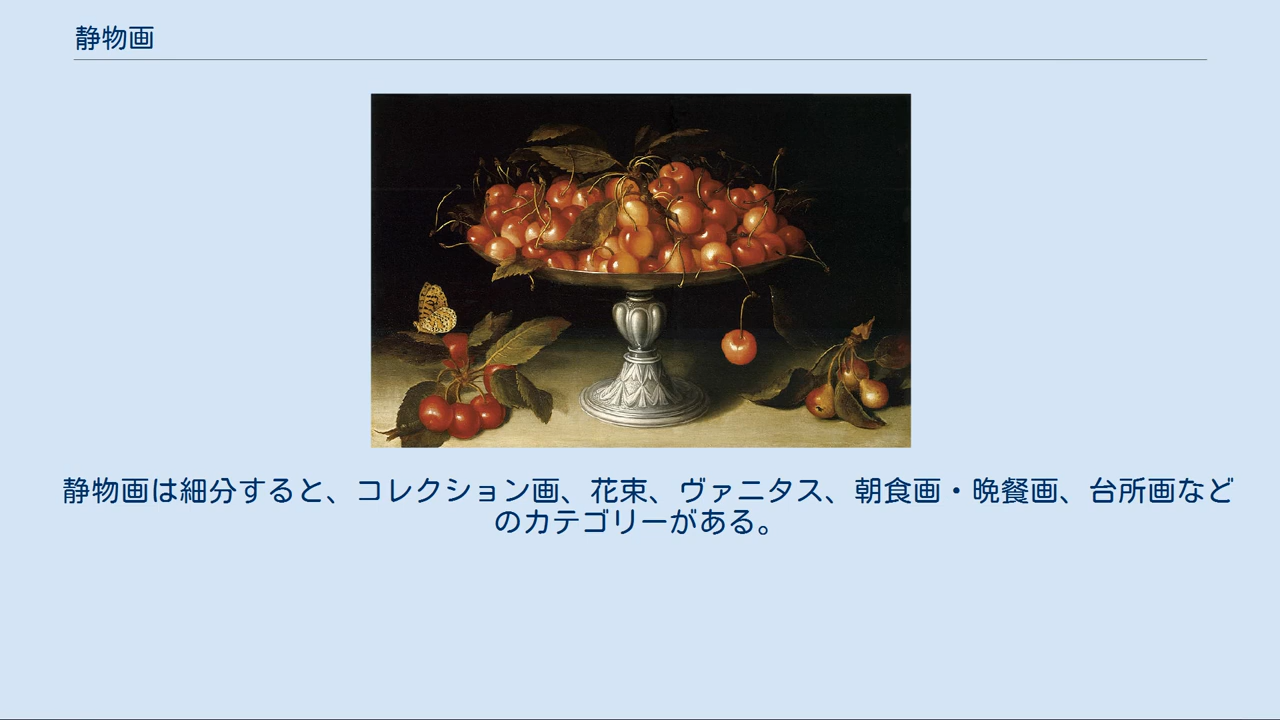 静物画
静物画は細分すると、コレクション画、花束、ヴァニタス、朝食画・晩餐画、台所画など
のカテゴリーがある。